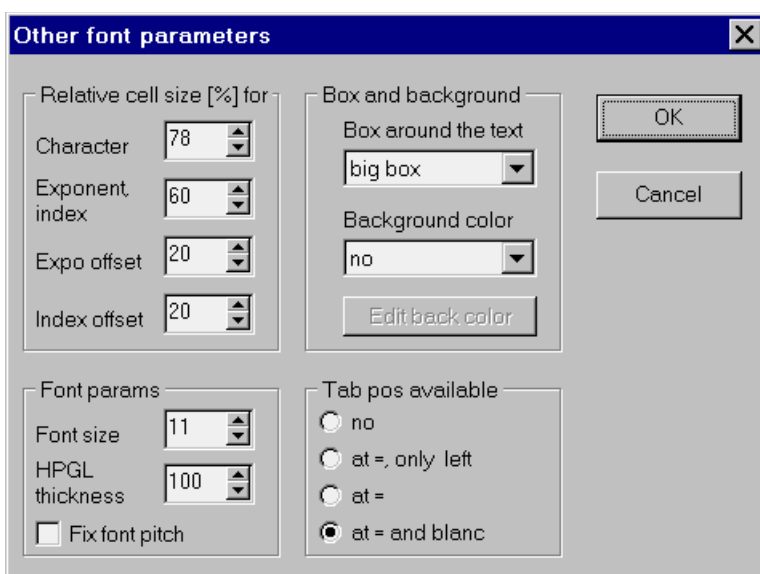 Other font parameters
Relative cell size [%] for
Character 78
Exponent, index 60
Expo offset 20
Index offset 20
Box and background
Box around the text
big box
Background color
no
Edit back color
OK
Cancel
Font params
Font size 11
HPGL thickness 100
Fix font pitch
Tab pos available
no
at =, only left
at =
at = and blanc